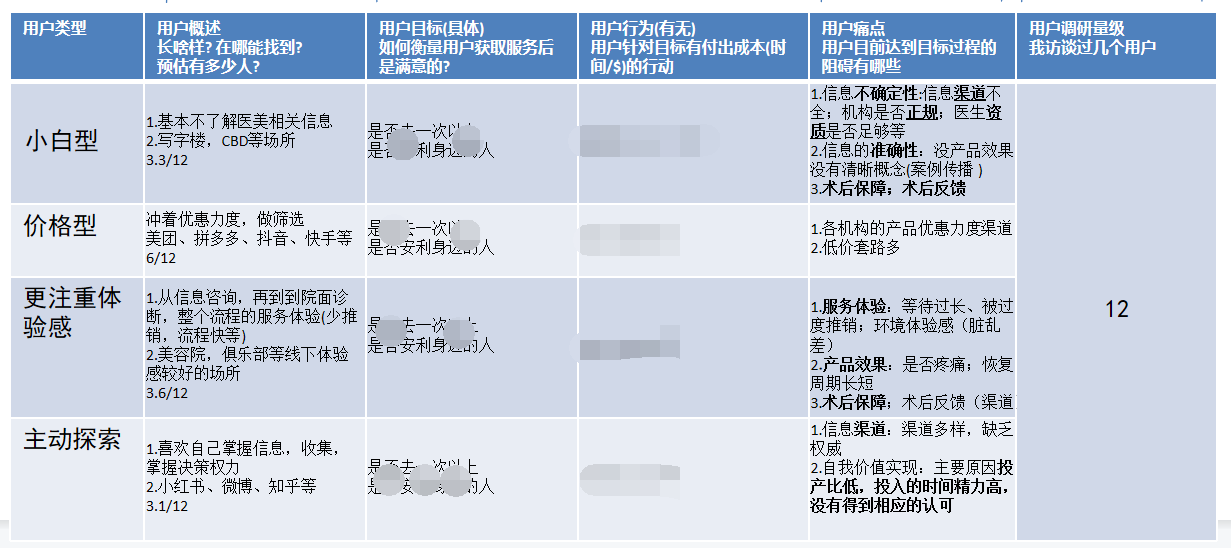 用户类型
用户概述
长啥样? 在哪能找到?
预估有多少人?
用户目标(具体)
如何衡量用户获取服务后
是满意的?
用户行为(有无)
用户针对目标有付出成本(时
间/$)的行动
用户痛点
用户目前达到目标过程的
阻碍有哪些
用户调研量级
我访谈过几个用户
小白型
1.基本不了解医美相关信息
2.写字楼，CBD等场所
3.3/12
是否去一次以上
是否安利身边的人
1.信息不确定性:信息渠道不
全；机构是否正规；医生资
质是否足够等
2.信息的准确性：没产品效果
没有清晰概念(案例传播 )
3.术后保障；术后反馈
价格型
冲着优惠力度，做筛选
美团、拼多多、抖音、快手等
6/12
是否去一次以
是否安利身边的人
1.各机构的产品优惠力度渠道
2.低价套路多
更注重体
验感
1.从信息咨询，再到到院面诊
断，整个流程的服务体验(少推
销，流程快等)
2.美容院，俱乐部等线下体验
感较好的场所
3.6/12
是否去一次以上
是否安利身边的人
1.服务体验：等待过长、被过
度推销；环境体验感（脏乱
差）
2.产品效果：是否疼痛；恢复
周期长短
3.术后保障；术后反馈（渠道
12
主动探索
1.喜欢自己掌握信息，收集，
掌握决策权力
2.小红书、微博、知乎等
3.1/12
是否去一次以上
是否安利身边的人
1.信息渠道：渠道多样，缺乏
权威
2.自我价值实现：主要原因投
产比低，投入的时间精力高，
没有得到相应的认可